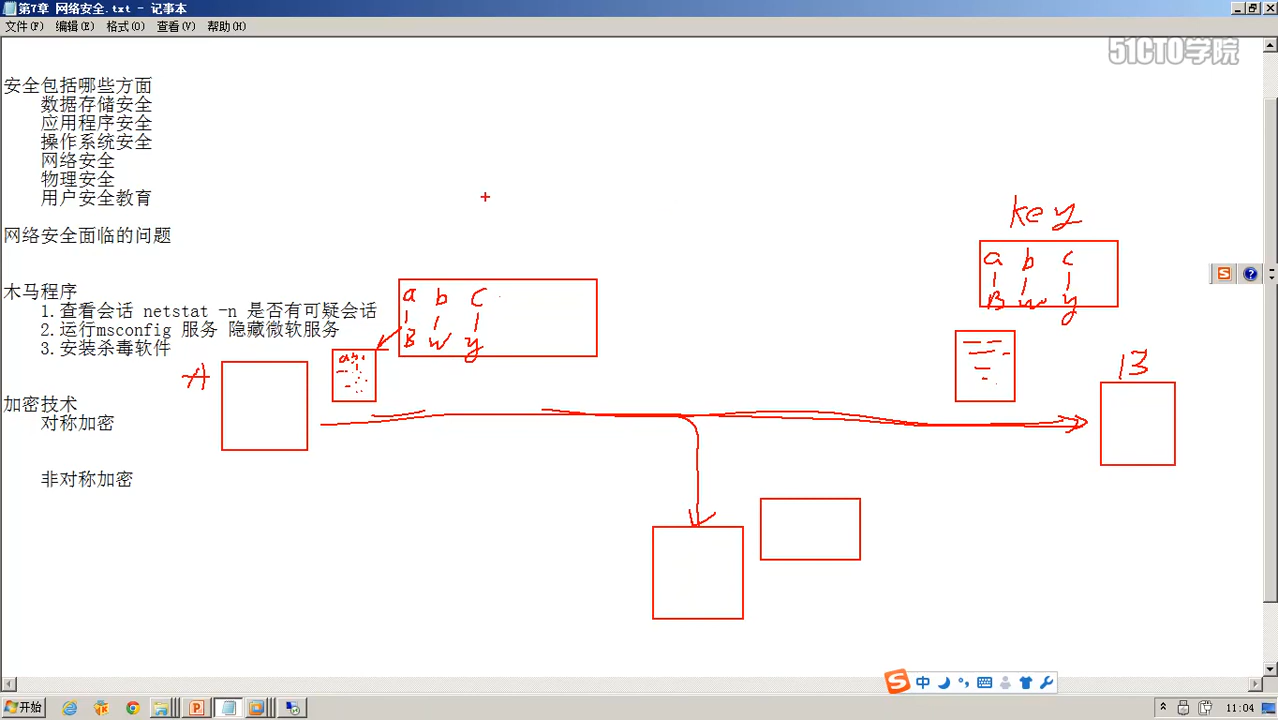 第7章 网络安全.txt - 记事本
文件(F) 编辑(E) 格式(O) 查看(V) 帮助(H)
51CTO学院
安全包括哪些方面
数据存储安全
应用程序安全
操作系统安全
网络安全
物理安全
用户安全教育
网络安全面临的问题
key
a b c
B w y
木马程序
1.查看会话 netstat -n 是否有可疑会话
2.运行msconfig 服务 隐藏微软服务
3.安装杀毒软件
a b c
B w y
A
B
加密技术
对称加密
非对称加密
中
开始
11:04